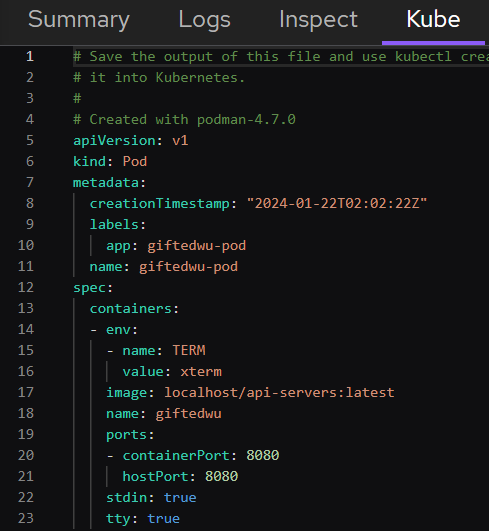 Summary Logs Inspect Kube
1 # Save the output of this file and use kubectl crea
2 # it into Kubernetes.
3 #
4 # Created with podman-4.7.0
5 apiVersion: v1
6 kind: Pod
7 metadata:
8   creationTimestamp: "2024-01-22T02:02:22Z"
9   labels:
10     app: giftedwu-pod
11   name: giftedwu-pod
12 spec:
13   containers:
14   - env:
15     - name: TERM
16       value: xterm
17     image: localhost/api-servers:latest
18     name: giftedwu
19     ports:
20     - containerPort: 8080
21       hostPort: 8080
22     stdin: true
23     tty: true